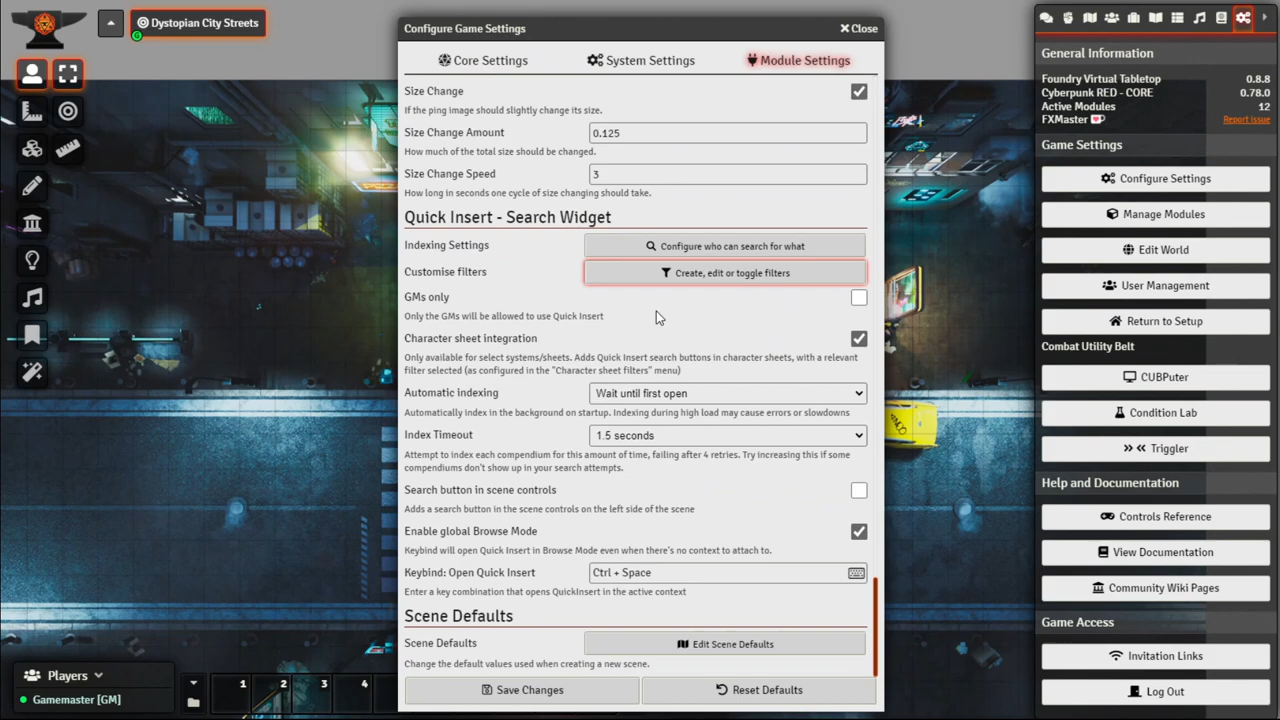 Dystopian City Streets
G
Configure Game Settings
Close
Core Settings
System Settings
Module Settings
Size Change
If the ping image should slightly change its size.
Size Change Amount
0.125
How much of the total size should be changed.
Size Change Speed
3
How long in seconds one cycle of size changing should take.
Quick Insert - Search Widget
Indexing Settings
Configure who can search for what
Customise filters
Create, edit or toggle filters
GMs only
Only the GMs will be allowed to use Quick Insert
Character sheet integration
Only available for select systems/sheets. Adds Quick Insert search buttons in character sheets, with a relevant
filter selected (as configured in the "Character sheet filters" menu)
Automatic indexing
Wait until first open
Automatically index in the background on startup. Indexing during high load may cause errors or slowdowns
Index Timeout
1.5 seconds
Attempt to index each compendium for this amount of time, failing after 4 retries. Try increasing this if some
compendiums don't show up in your search attempts.
Search button in scene controls
Adds a search button in the scene controls on the left side of the scene
Enable global Browse Mode
Keybind will open Quick Insert in Browse Mode even when there's no context to attach to.
Keybind: Open Quick Insert
Ctrl + Space
Enter a key combination that opens QuickInsert in the active context
Scene Defaults
Scene Defaults
Edit Scene Defaults
Change the default values used when creating a new scene.
Save Changes
Reset Defaults
Players
Gamemaster [GM]
1
2
3
4
General Information
Foundry Virtual Tabletop 0.8.8
Cyberpunk RED - CORE 0.78.0
Active Modules 12
FXMaster Report issue
Game Settings
Configure Settings
Manage Modules
Edit World
User Management
Return to Setup
Combat Utility Belt
CUBPuter
Condition Lab
Triggler
Help and Documentation
Controls Reference
View Documentation
Community Wiki Pages
Game Access
Invitation Links
Log Out